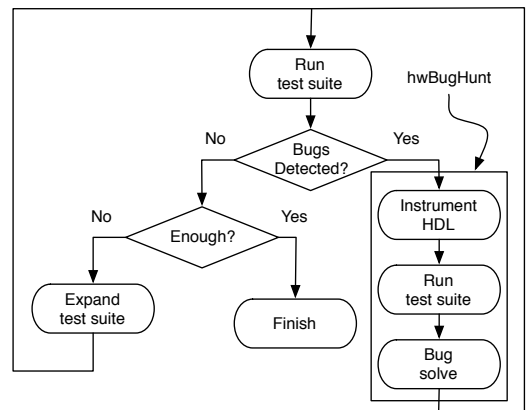 Run
test suite
hwBugHunt
No
Bugs
Detected?
Yes
Instrument
HDL
No
Enough?
Yes
Run
test suite
Expand
test suite
Finish
Bug
solve